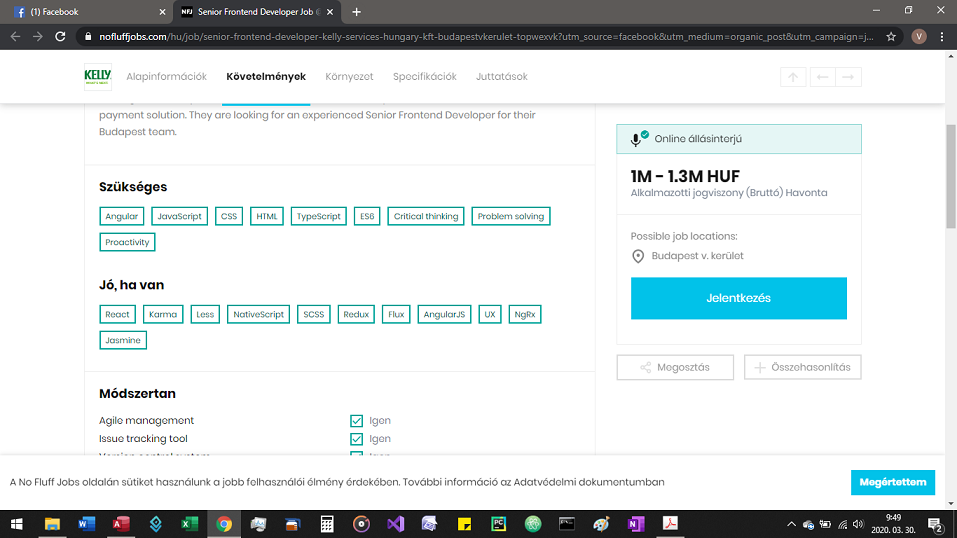 (1) Facebook
Senior Frontend Developer Job @
nofluffjobs.com/hu/job/senior-frontend-developer-kelly-services-hungary-kft-budapestvkerulet-topwexvk?utm_source=facebook&utm_medium=organic_post&utm_campaign=j...
V
KELLY
Alapinformációk
Követelmények
Környezet
Specifikációk
Juttatások
payment solution. They are looking for an experienced Senior Frontend Developer for their
Budapest team.
Szükséges
Angular JavaScript CSS HTML TypeScript ES6 Critical thinking Problem solving
Proactivity
Jó, ha van
React Karma Less NativeScript SCSS Redux Flux AngularJS UX NgRx
Jasmine
Módszertan
Agile management Igen
Issue tracking tool Igen
Version control system Igen
Online állásinterjú
1M - 1.3M HUF
Alkalmazotti jogviszony (Bruttó) Havonta
Possible job locations:
Budapest v. kerület
Jelentkezés
Megosztás
Összehasonlítás
A No Fluff Jobs oldalán sütiket használunk a jobb felhasználói élmény érdekében. További információ az Adatvédelmi dokumentumban
Megértettem
9:49
2020. 03. 30.
2